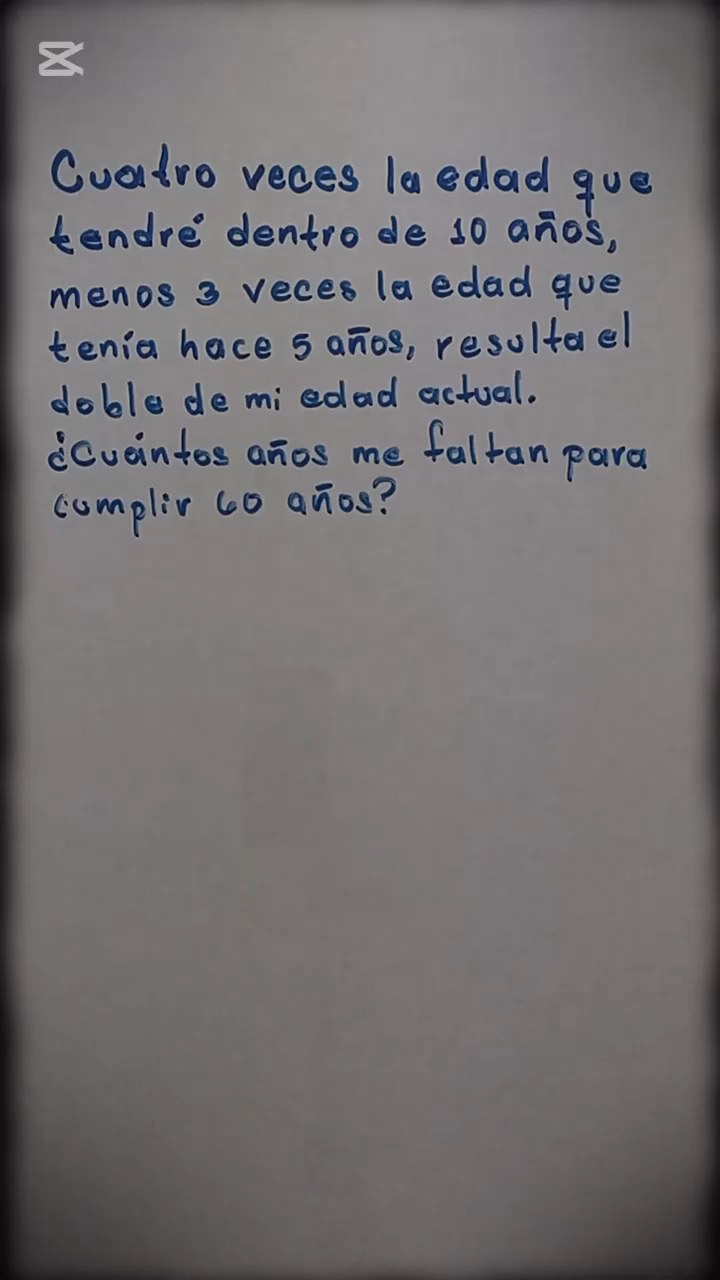 Cuatro veces la edad que
tendré dentro de 10 años,
menos 3 veces la edad que
tenía hace 5 años, resulta el
doble de mi edad actual.
¿Cuántos años me faltan para
cumplir 60 años?